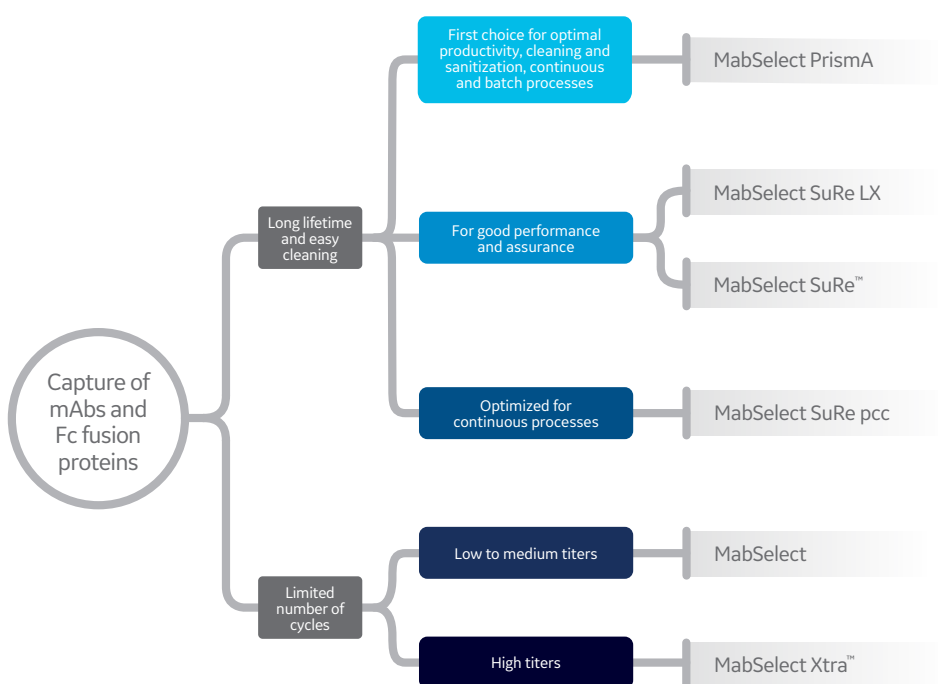 Capture of
mAbs and
Fc fusion
proteins
Long lifetime
and easy
cleaning
First choice for optimal
productivity, cleaning and
sanitization, continuous
and batch processes
MabSelect PrismA
For good performance
and assurance
MabSelect SuRe LX
MabSelect SuRe™
Optimized for
continuous processes
MabSelect SuRe pcc
Limited
number of
cycles
Low to medium titers
MabSelect
High titers
MabSelect Xtra™